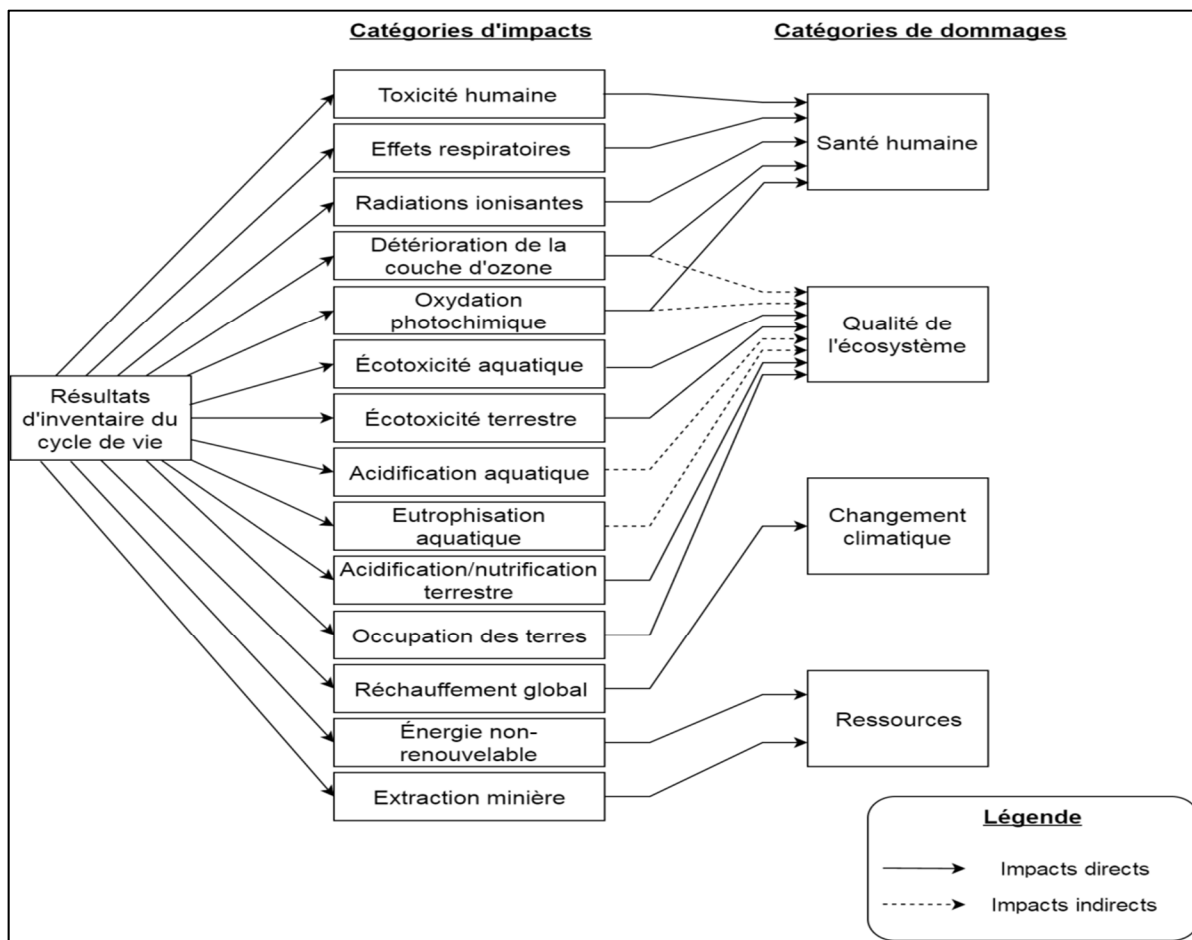 Catégories d'impacts
Catégories de dommages
Toxicité humaine
Effets respiratoires
Radiations ionisantes
Détérioration de la
couche d'ozone
Oxydation
photochimique
Écotoxicité aquatique
Écotoxicité terrestre
Acidification aquatique
Eutrophisation
aquatique
Acidification/nutrification
terrestre
Occupation des terres
Réchauffement global
Énergie non-
renouvelable
Extraction minière
Résultats
d'inventaire du
cycle de vie
Santé humaine
Qualité de
l'écosystème
Changement
climatique
Ressources
Légende
Impacts directs
Impacts indirects